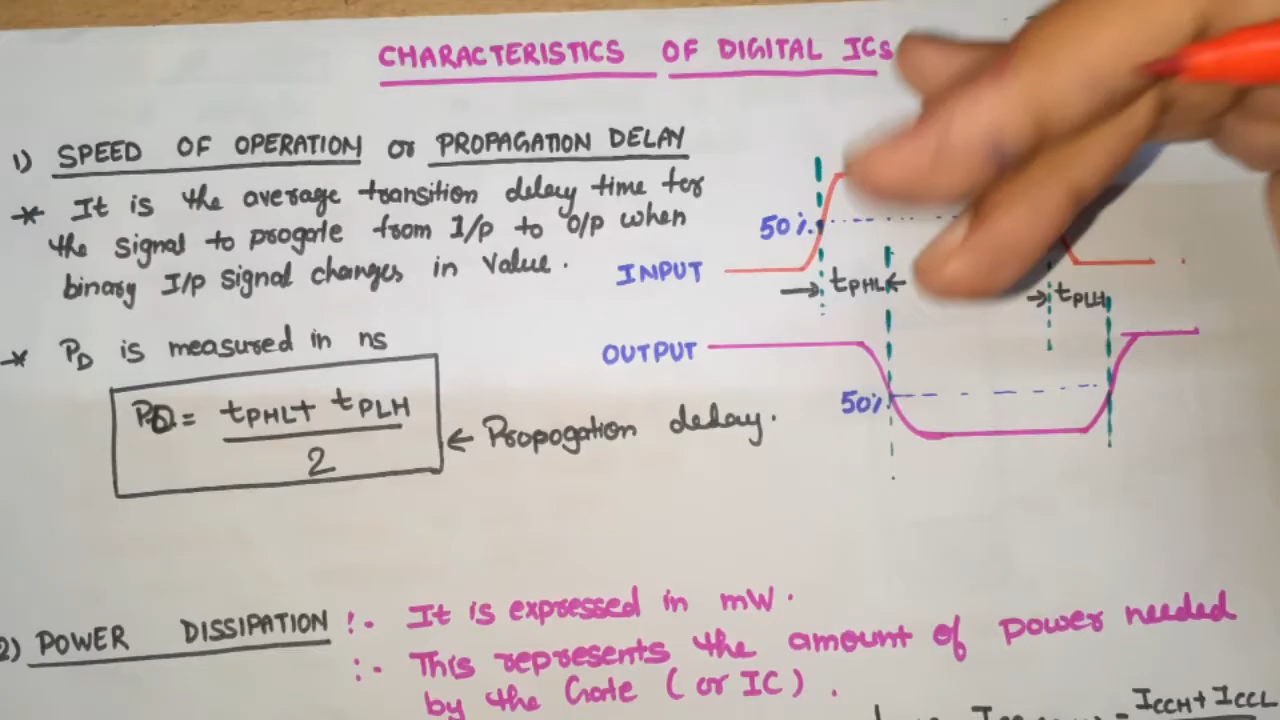 CHARACTERISTICS OF DIGITAL ICs
1) SPEED OF OPERATION or PROPAGATION DELAY
* It is the average transition delay time for
the signal to progate from I/p to O/p when
binary I/p signal changes in value.
50%
INPUT
tPHL
tPLH
* PD is measured in ns
OUTPUT
50%
PD = tPHL + tPLH
2
← Propogation delay.
2) POWER DISSIPATION :- It is expressed in mW.
:- This represents the amount of power needed
by the Gate (or IC).
= ICCH + ICCL